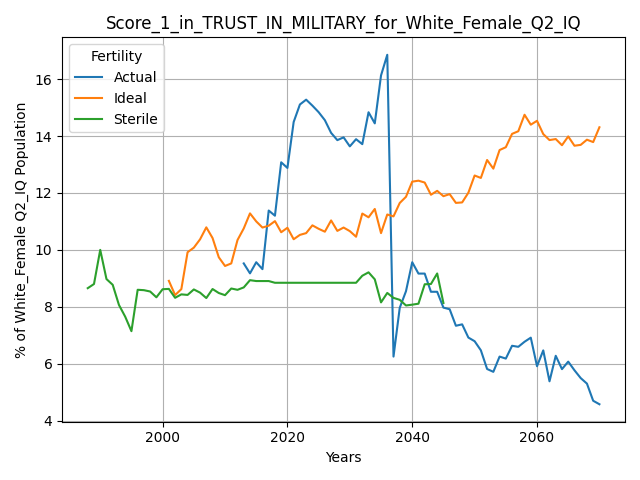 Score_1_in_TRUST_IN_MILITARY_for_White_Female_Q2_IQ
Fertility
Actual
Ideal
Sterile
% of White_Female Q2_IQ Population
16
14
12
10
8
6
4
2000
2020
2040
2060
Years